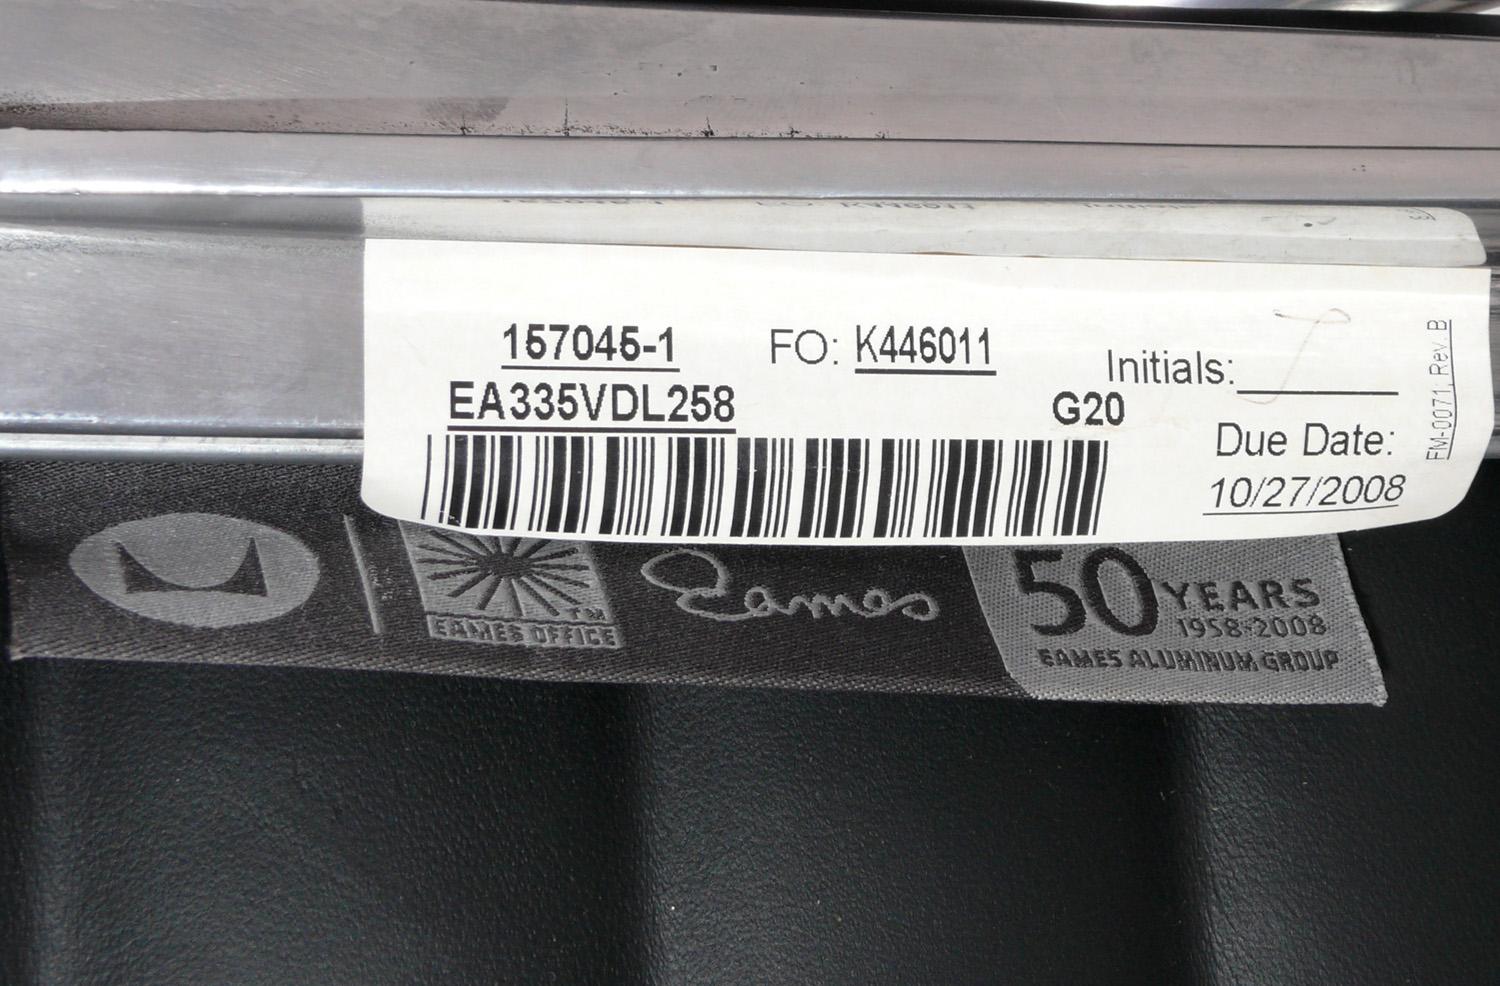 157045-1 FO: K446011 Initials:
EA335VDL258 G20
Due Date:
10/27/2008
FM-0071, Rev. B
TM
EAMES OFFICE
Eames
50 YEARS
1958-2008
EAMES ALUMINUM GROUP